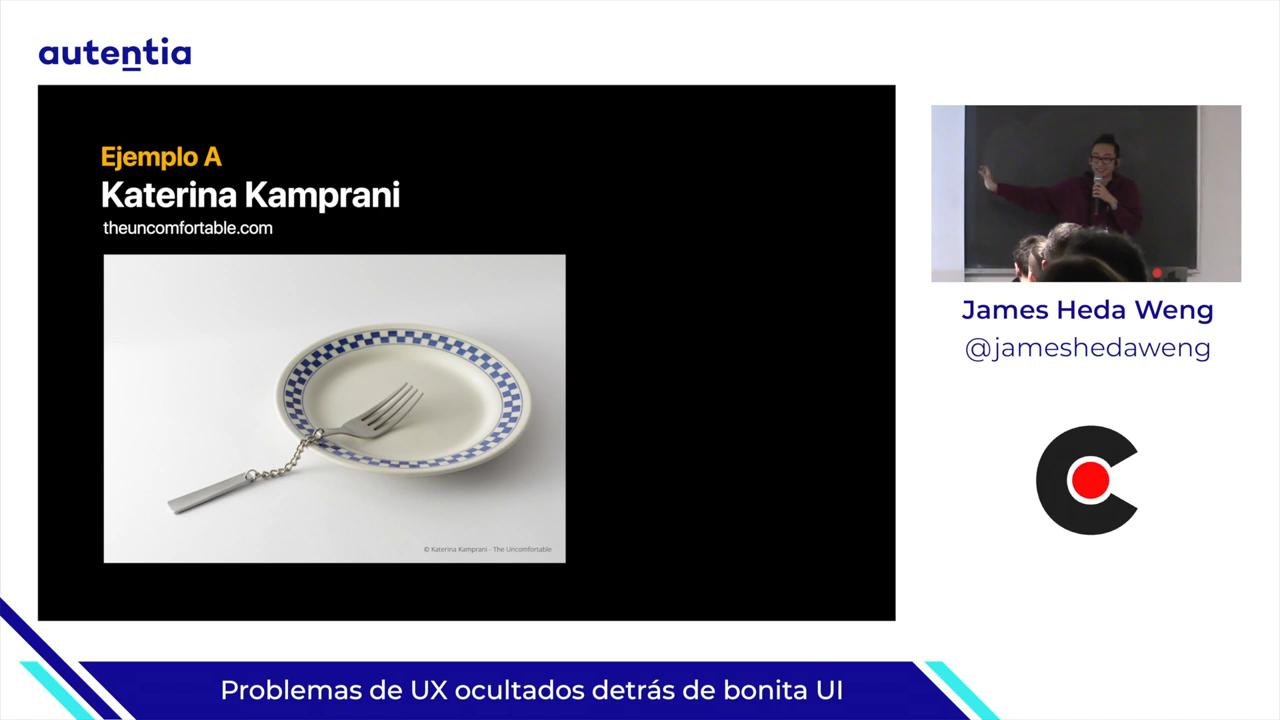 autentia
Ejemplo A
Katerina Kamprani
theuncomfortable.com
© Katerina Kamprani - The Uncomfortable
James Heda Weng
@jameshedaweng
Problemas de UX ocultados detrás de bonita UI